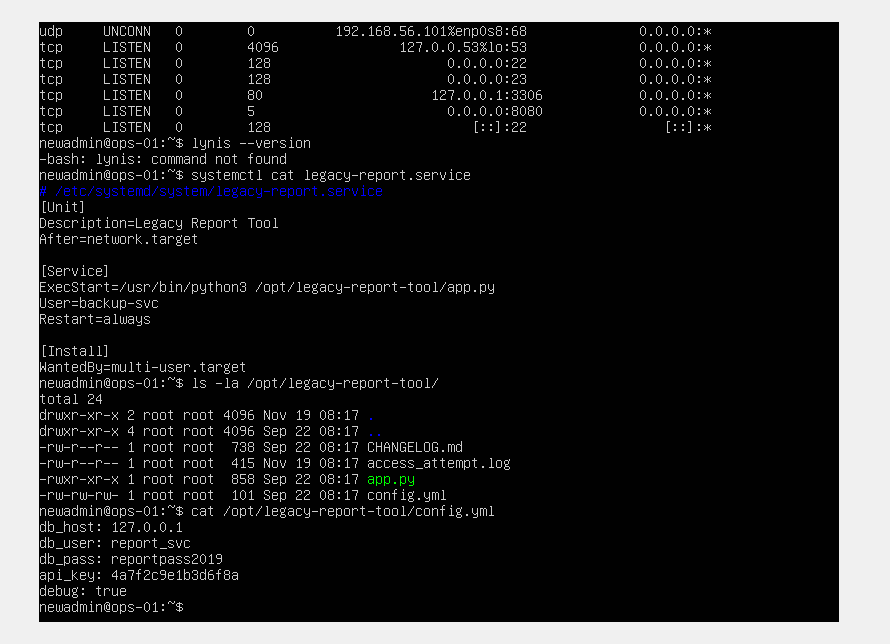 udp     UNCONN   0        0          192.168.56.101%enp0s8:68              0.0.0.0:*
tcp     LISTEN   0        4096               127.0.0.53%lo:53              0.0.0.0:*
tcp     LISTEN   0        128                      0.0.0.0:22              0.0.0.0:*
tcp     LISTEN   0        128                      0.0.0.0:23              0.0.0.0:*
tcp     LISTEN   0        80                     127.0.0.1:3306            0.0.0.0:*
tcp     LISTEN   0        5                        0.0.0.0:8080            0.0.0.0:*
tcp     LISTEN   0        128                         [::]:22                 [::]:*
newadmin@ops-01:~$ lynis --version
-bash: lynis: command not found
newadmin@ops-01:~$ systemctl cat legacy-report.service
# /etc/systemd/system/legacy-report.service
[Unit]
Description=Legacy Report Tool
After=network.target

[Service]
ExecStart=/usr/bin/python3 /opt/legacy-report-tool/app.py
User=backup-svc
Restart=always

[Install]
WantedBy=multi-user.target
newadmin@ops-01:~$ ls -la /opt/legacy-report-tool/
total 24
drwxr-xr-x 2 root root 4096 Nov 19 08:17 .
drwxr-xr-x 4 root root 4096 Sep 22 08:17 ..
-rw-r--r-- 1 root root  738 Sep 22 08:17 CHANGELOG.md
-rw-r--r-- 1 root root  415 Nov 19 08:17 access_attempt.log
-rwxr-xr-x 1 root root  858 Sep 22 08:17 app.py
-rw-rw-rw- 1 root root  101 Sep 22 08:17 config.yml
newadmin@ops-01:~$ cat /opt/legacy-report-tool/config.yml
db_host: 127.0.0.1
db_user: report_svc
db_pass: reportpass2019
api_key: 4a7f2c9e1b3d6f8a
debug: true
newadmin@ops-01:~$